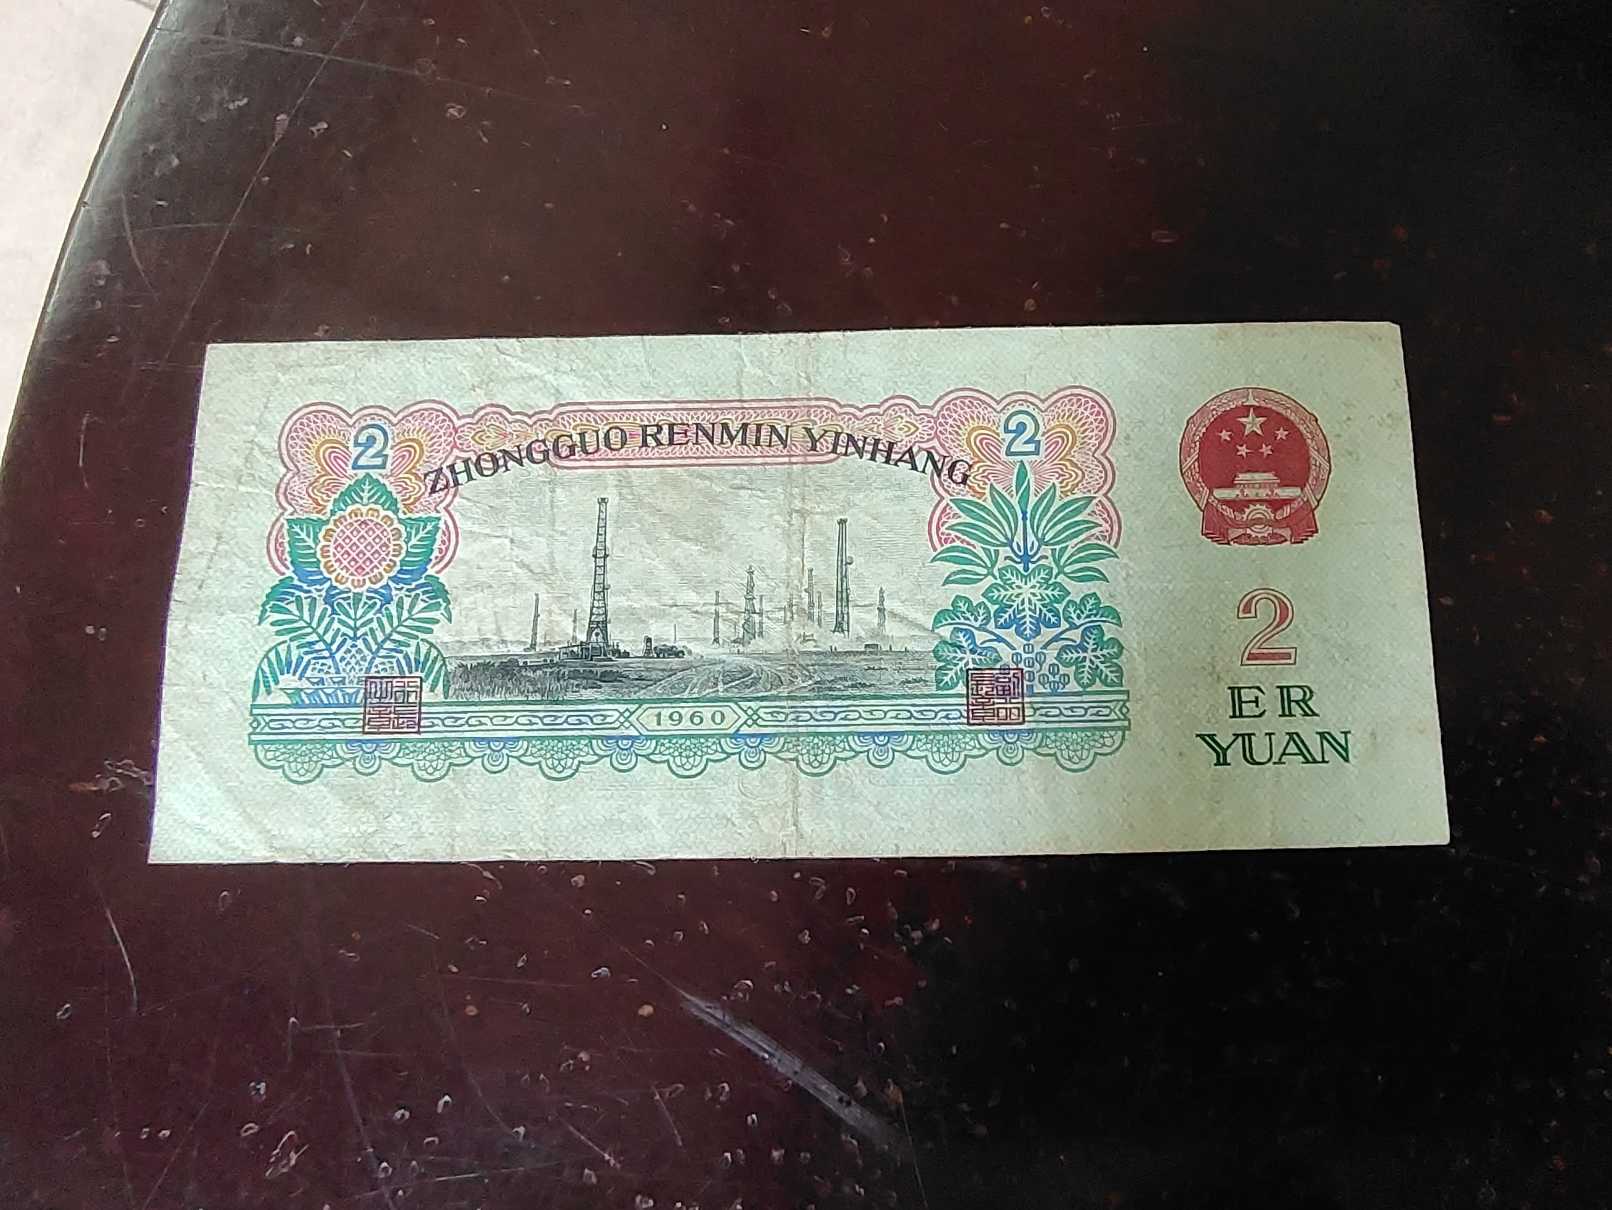 2
2
ZHONGGUO RENMIN YINHANG
2
ER
YUAN
1960